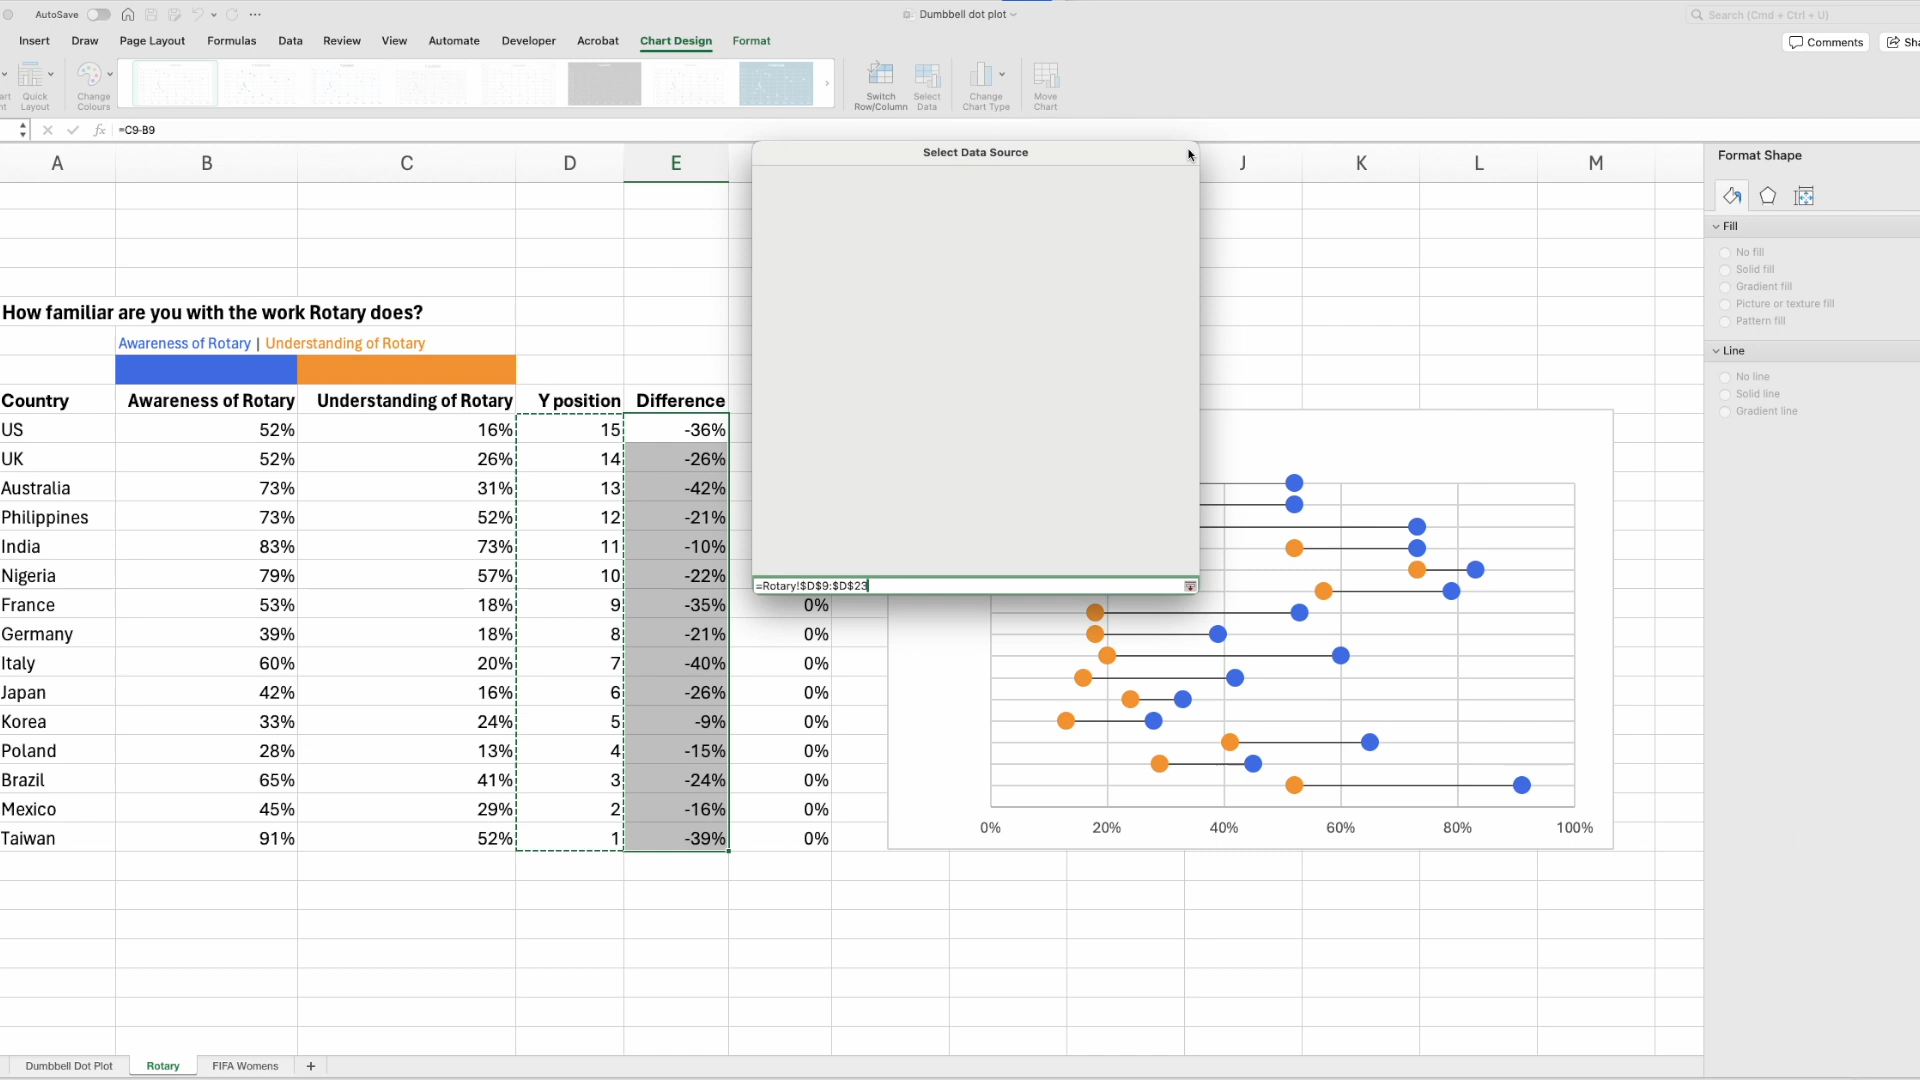 AutoSave
Dumbbell dot plot
Search (Cmd + Ctrl + U)
Insert Draw Page Layout Formulas Data Review View Automate Developer Acrobat Chart Design Format
Comments
Quick Layout
Change Colours
Switch Row/Column
Select Data
Change Chart Type
Move Chart
fx =C9-B9
Select Data Source
A B C D E J K L M
Format Shape
Fill
No fill
Solid fill
Gradient fill
Picture or texture fill
Pattern fill
Line
No line
Solid line
Gradient line
How familiar are you with the work Rotary does?
Awareness of Rotary | Understanding of Rotary
Country Awareness of Rotary Understanding of Rotary Y position Difference
US 52% 16% 15 -36%
UK 52% 26% 14 -26%
Australia 73% 31% 13 -42%
Philippines 73% 52% 12 -21%
India 83% 73% 11 -10%
Nigeria 79% 57% 10 -22%
=Rotary!$D$9:$D$23
France 53% 18% 9 -35% 0%
Germany 39% 18% 8 -21% 0%
Italy 60% 20% 7 -40% 0%
Japan 42% 16% 6 -26% 0%
Korea 33% 24% 5 -9% 0%
Poland 28% 13% 4 -15% 0%
Brazil 65% 41% 3 -24% 0%
Mexico 45% 29% 2 -16% 0%
Taiwan 91% 52% 1 -39% 0%
0% 20% 40% 60% 80% 100%
Dumbbell Dot Plot Rotary FIFA Womens +